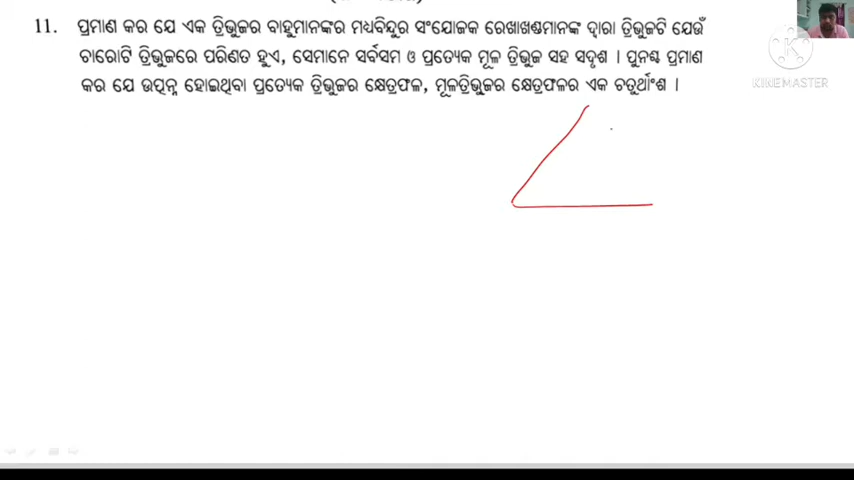 11. ପ୍ରମାଣ କର ଯେ ଏକ ତ୍ରିଭୁଜର ବାହୁମାନଙ୍କର ମଧ୍ୟବିନ୍ଦୁର ସଂଯୋଜକ ରେଖାଖଣ୍ଡମାନଙ୍କ ଦ୍ୱାରା ତ୍ରିଭୁଜଟି ଯେଉଁ
ଚାରୋଟି ତ୍ରିଭୁଜରେ ପରିଣତ ହୁଏ, ସେମାନେ ସର୍ବସମ ଓ ପ୍ରତ୍ୟେକ ମୂଳ ତ୍ରିଭୁଜ ସହ ସଦୃଶ । ପୁନଶ୍ଚ ପ୍ରମାଣ
କର ଯେ ଉତ୍ପନ୍ନ ହୋଇଥିବା ପ୍ରତ୍ୟେକ ତ୍ରିଭୁଜର କ୍ଷେତ୍ରଫଳ, ମୂଳତ୍ରିଭୁଜର କ୍ଷେତ୍ରଫଳର ଏକ ଚତୁର୍ଥାଂଶ ।
KINEMASTER